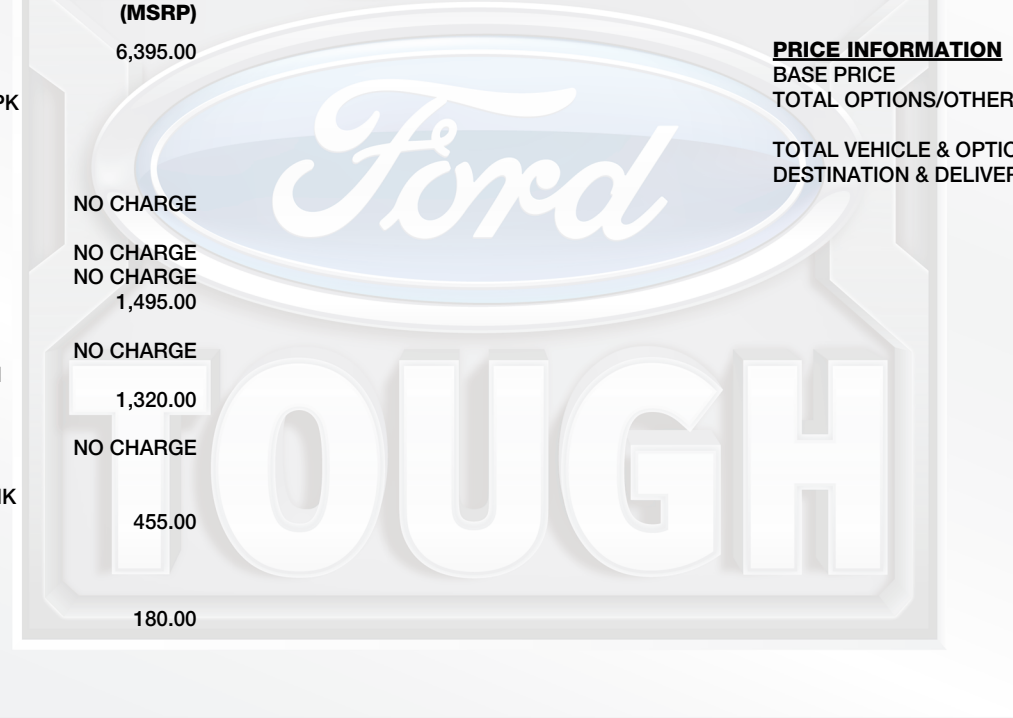 (MSRP)
6,395.00
PK
NO CHARGE
NO CHARGE
NO CHARGE
1,495.00
NO CHARGE
1,320.00
NO CHARGE
IK
455.00
180.00
PRICE INFORMATION
BASE PRICE
TOTAL OPTIONS/OTHER
TOTAL VEHICLE & OPTIO
DESTINATION & DELIVER
Ford
TOUGH